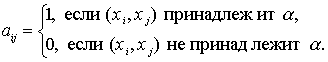 a_ij = { 1, если (x_i, x_j) принадлеж ит α,
0, если (x_i, x_j) не принад лежит α.